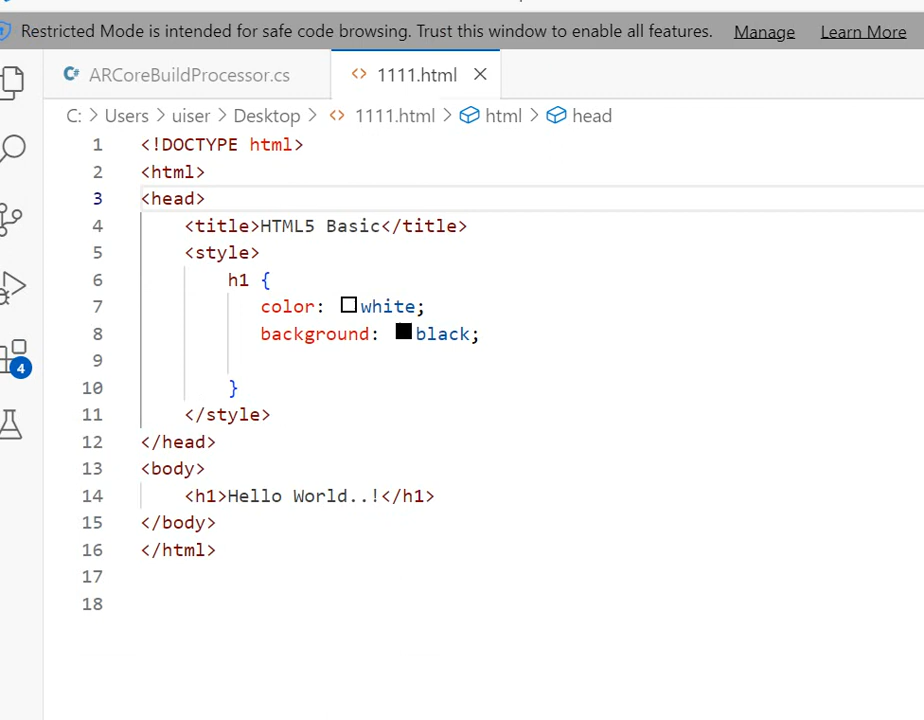 Restricted Mode is intended for safe code browsing. Trust this window to enable all features. Manage Learn More
ARCoreBuildProcessor.cs 1111.html
C: > Users > uiser > Desktop > 1111.html > html > head
1 <!DOCTYPE html>
2 <html>
3 <head>
4 <title>HTML5 Basic</title>
5 <style>
6 h1 {
7 color: white;
8 background: black;
9
10 }
11 </style>
12 </head>
13 <body>
14 <h1>Hello World..!</h1>
15 </body>
16 </html>
17
18
4